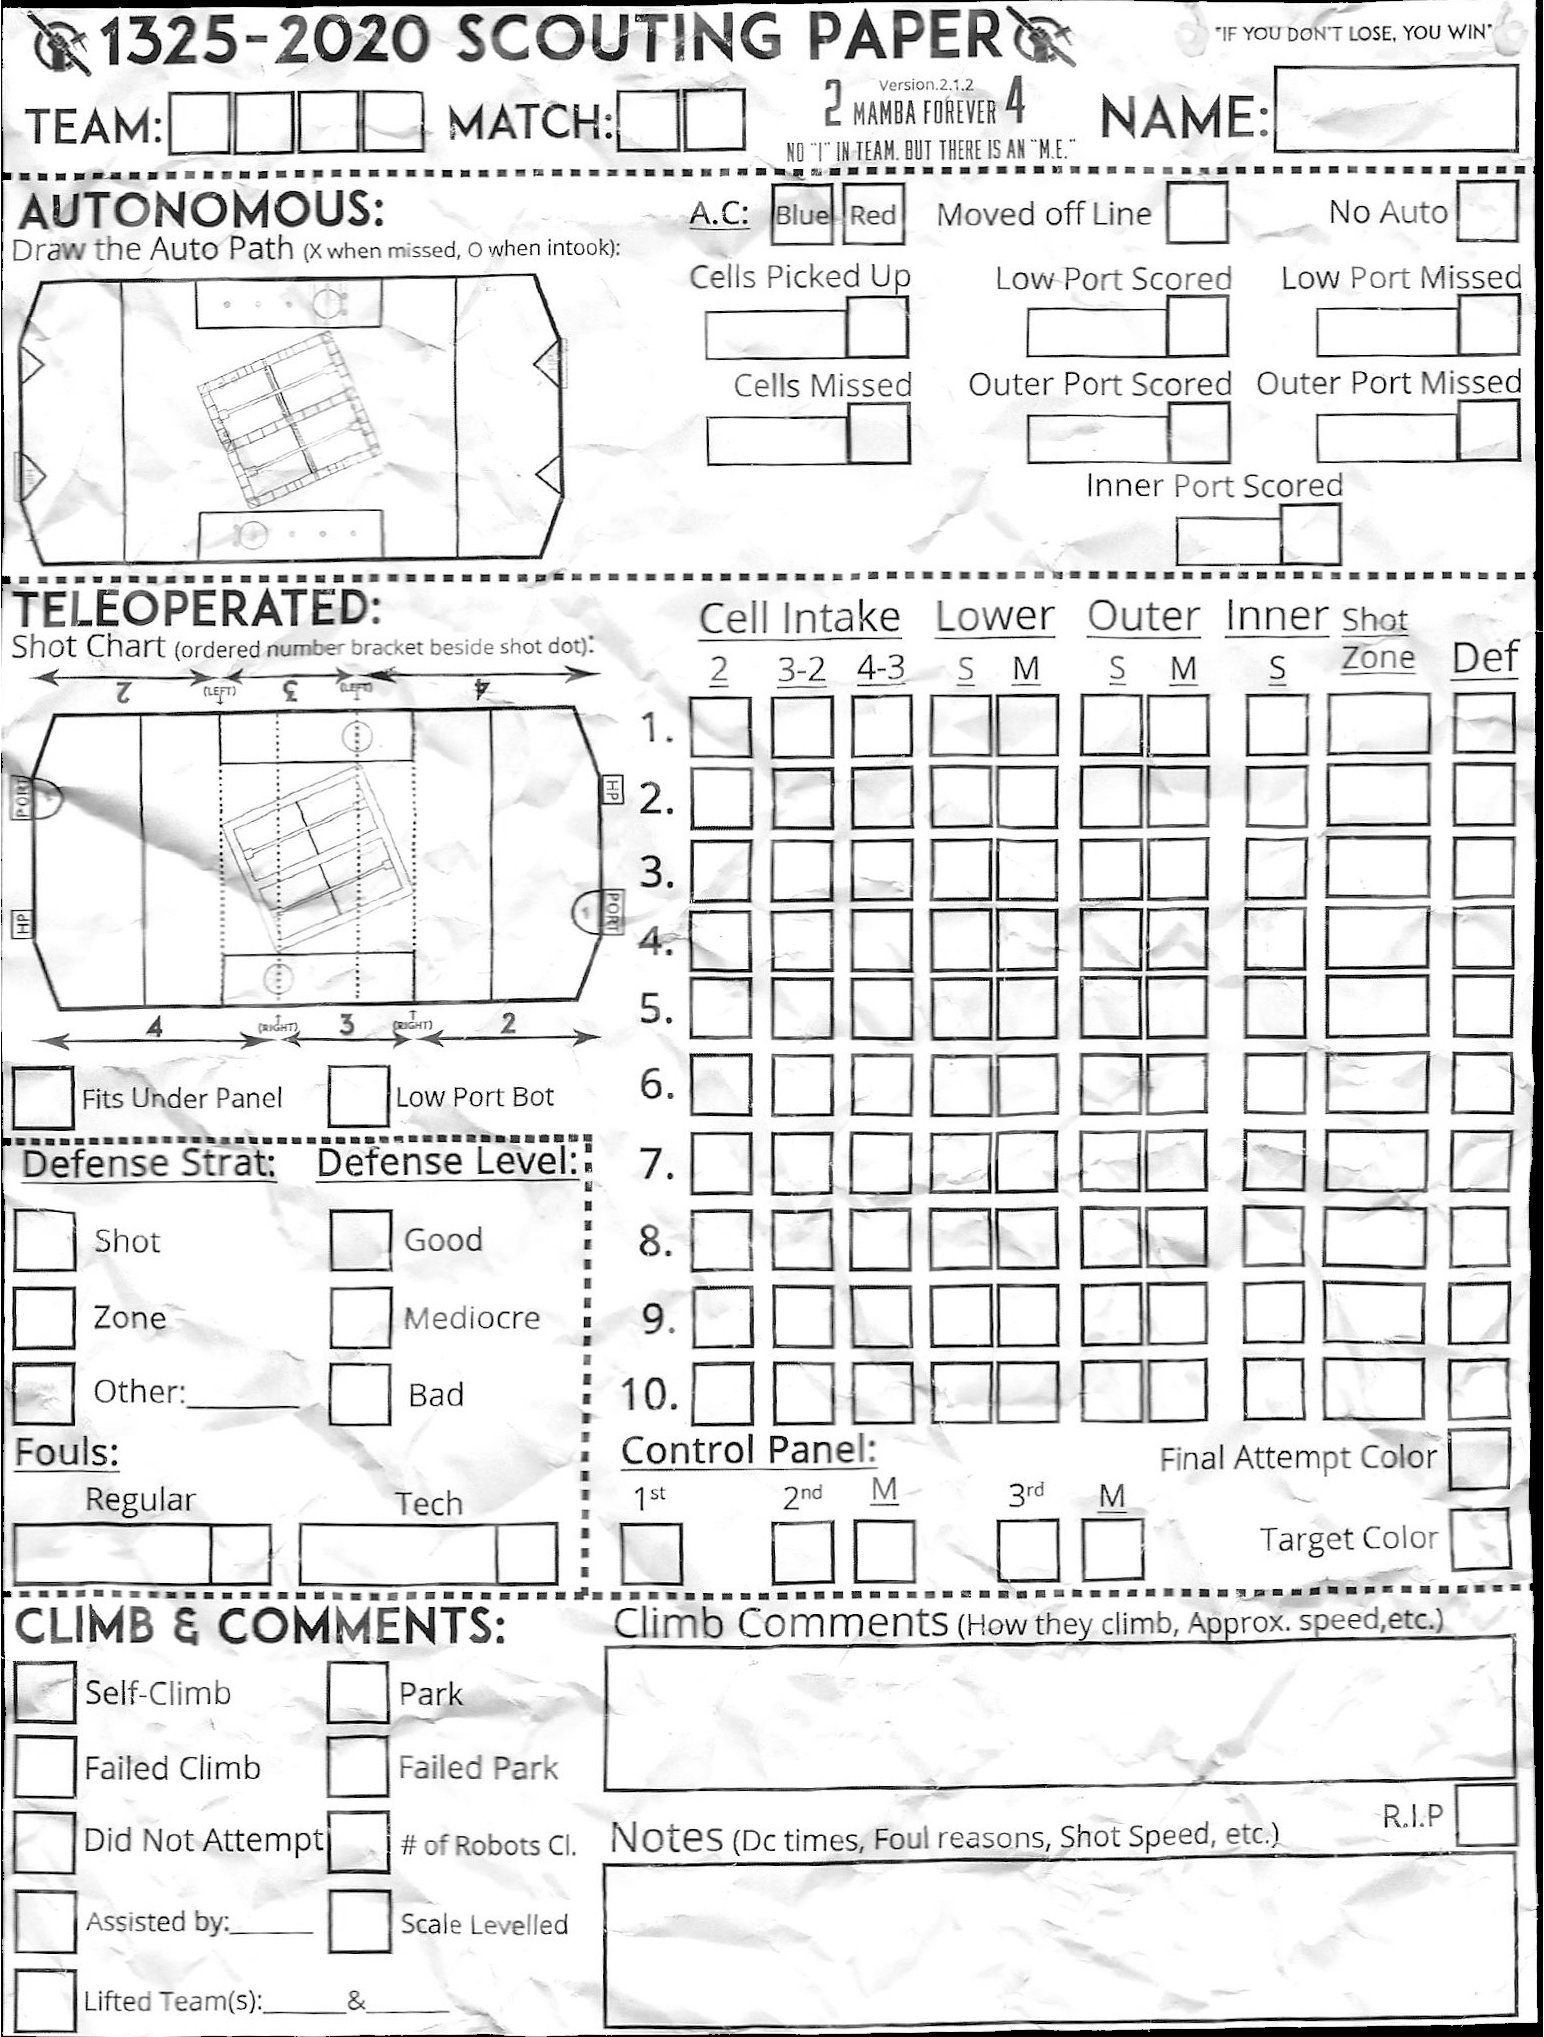 1325-2020 SCOUTING PAPER
"IF YOU DON'T LOSE, YOU WIN"
TEAM: MATCH:
Version.2.1.2
2 MAMBA FOREVER 4
NO "I" IN TEAM. BUT THERE IS AN "M.E."
NAME:
AUTONOMOUS:
Draw the Auto Path (X when missed, O when intook):
A.C: Blue Red Moved off Line No Auto
Cells Picked Up Low Port Scored Low Port Missed
Cells Missed Outer Port Scored Outer Port Missed
Inner Port Scored
TELEOPERATED:
Shot Chart (ordered number bracket beside shot dot):
2 (LEFT) 3 (LEFT) 4
PORT HP
HP 1 PORT
4 (RIGHT) 3 (RIGHT) 2
Fits Under Panel Low Port Bot
Cell Intake Lower Outer Inner Shot Zone Def
2 3-2 4-3 S M S M S
1.
2.
3.
4.
5.
6.
7.
8.
9.
10.
Defense Strat: Defense Level:
Shot Good
Zone Mediocre
Other:______ Bad
Fouls:
Regular Tech
Control Panel:
1st 2nd M 3rd M
Final Attempt Color
Target Color
CLIMB & COMMENTS:
Self-Climb Park
Failed Climb Failed Park
Did Not Attempt # of Robots Cl.
Assisted by:_____ Scale Levelled
Lifted Team(s):_____&_____
Climb Comments (How they climb, Approx. speed,etc.)
R.I.P
Notes (Dc times, Foul reasons, Shot Speed, etc.)